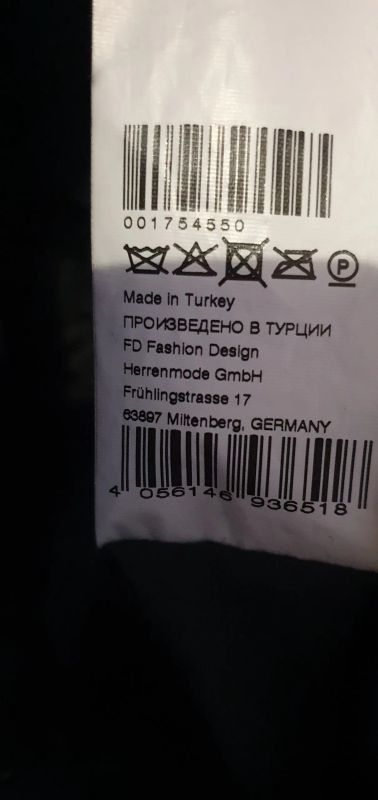 001754550
P
Made in Turkey
ПРОИЗВЕДЕНО В ТУРЦИИ
FD Fashion Design
Herrenmode GmbH
Frühlingstrasse 17
63897 Miltenberg, GERMANY
4 056146 936518